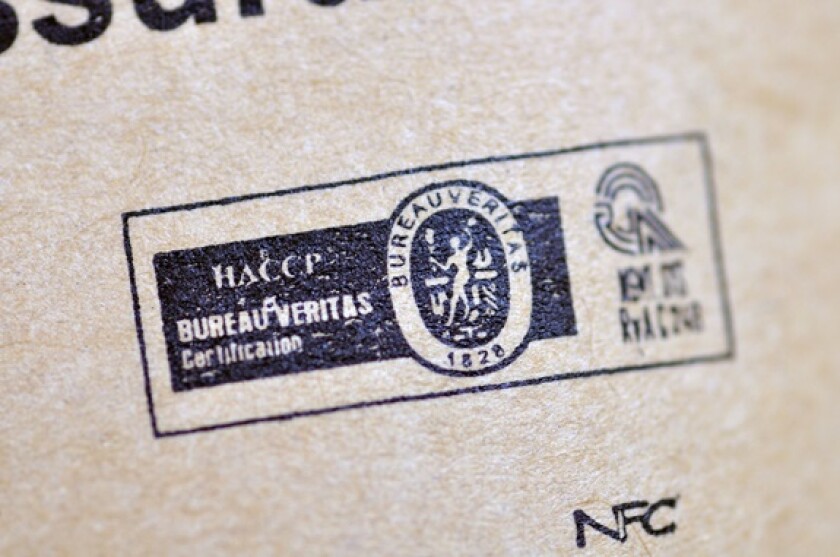 HACCP
BUREAU VERITAS
Certification
BUREAU VERITAS
1828
NFC